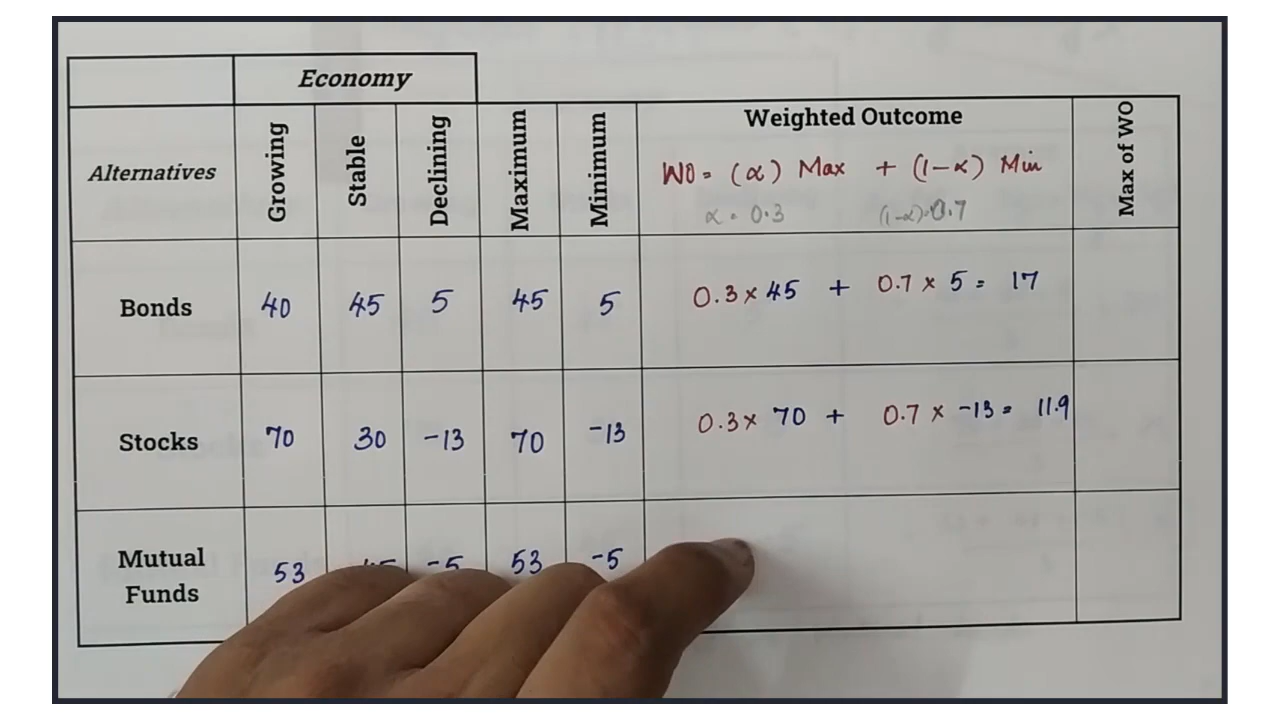 Economy
Alternatives Growing Stable Declining Maximum Minimum Weighted Outcome Max of WO
WO = (α) Max + (1-α) Min
α = 0.3 (1-α)=0.7
Bonds 40 45 5 45 5 0.3 × 45 + 0.7 × 5 = 17
Stocks 70 30 -13 70 -13 0.3 × 70 + 0.7 × -13 = 11.9
Mutual
Funds 53 -5 53 -5